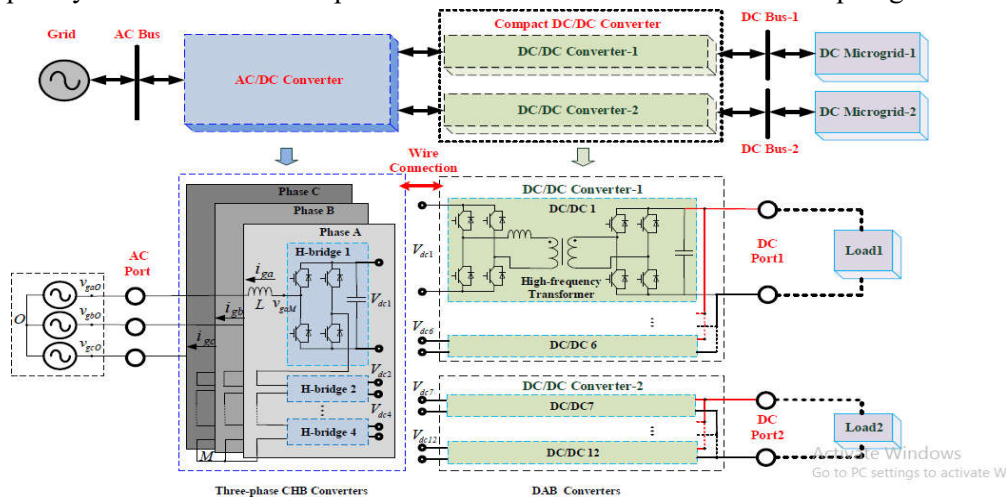 Compact DC/DC Converter
DC Bus-1
Grid
AC Bus
DC/DC Converter-1
DC Microgrid-1
AC/DC Converter
DC/DC Converter-2
DC Microgrid-2
DC Bus-2
Wire
Connection
Phase C
Phase B
Phase A
H-bridge 1
AC
Port
i_ga
i_gb
i_gc
L
v_gaM
V_dc1
v_gaO
v_gbO
v_gcO
O
H-bridge 2
V_dc2
⋮
V_dc4
H-bridge 4
M
Three-phase CHB Converters
DC/DC Converter-1
DC/DC 1
V_dc1
High-frequency
Transformer
⋮
V_dc6
DC/DC 6
DC
Port1
Load1
DC/DC Converter-2
V_dc7
DC/DC7
⋮
V_dc12
DC/DC 12
DC
Port2
Load2
DAB Converters
Activate Windows
Go to PC settings to activate W